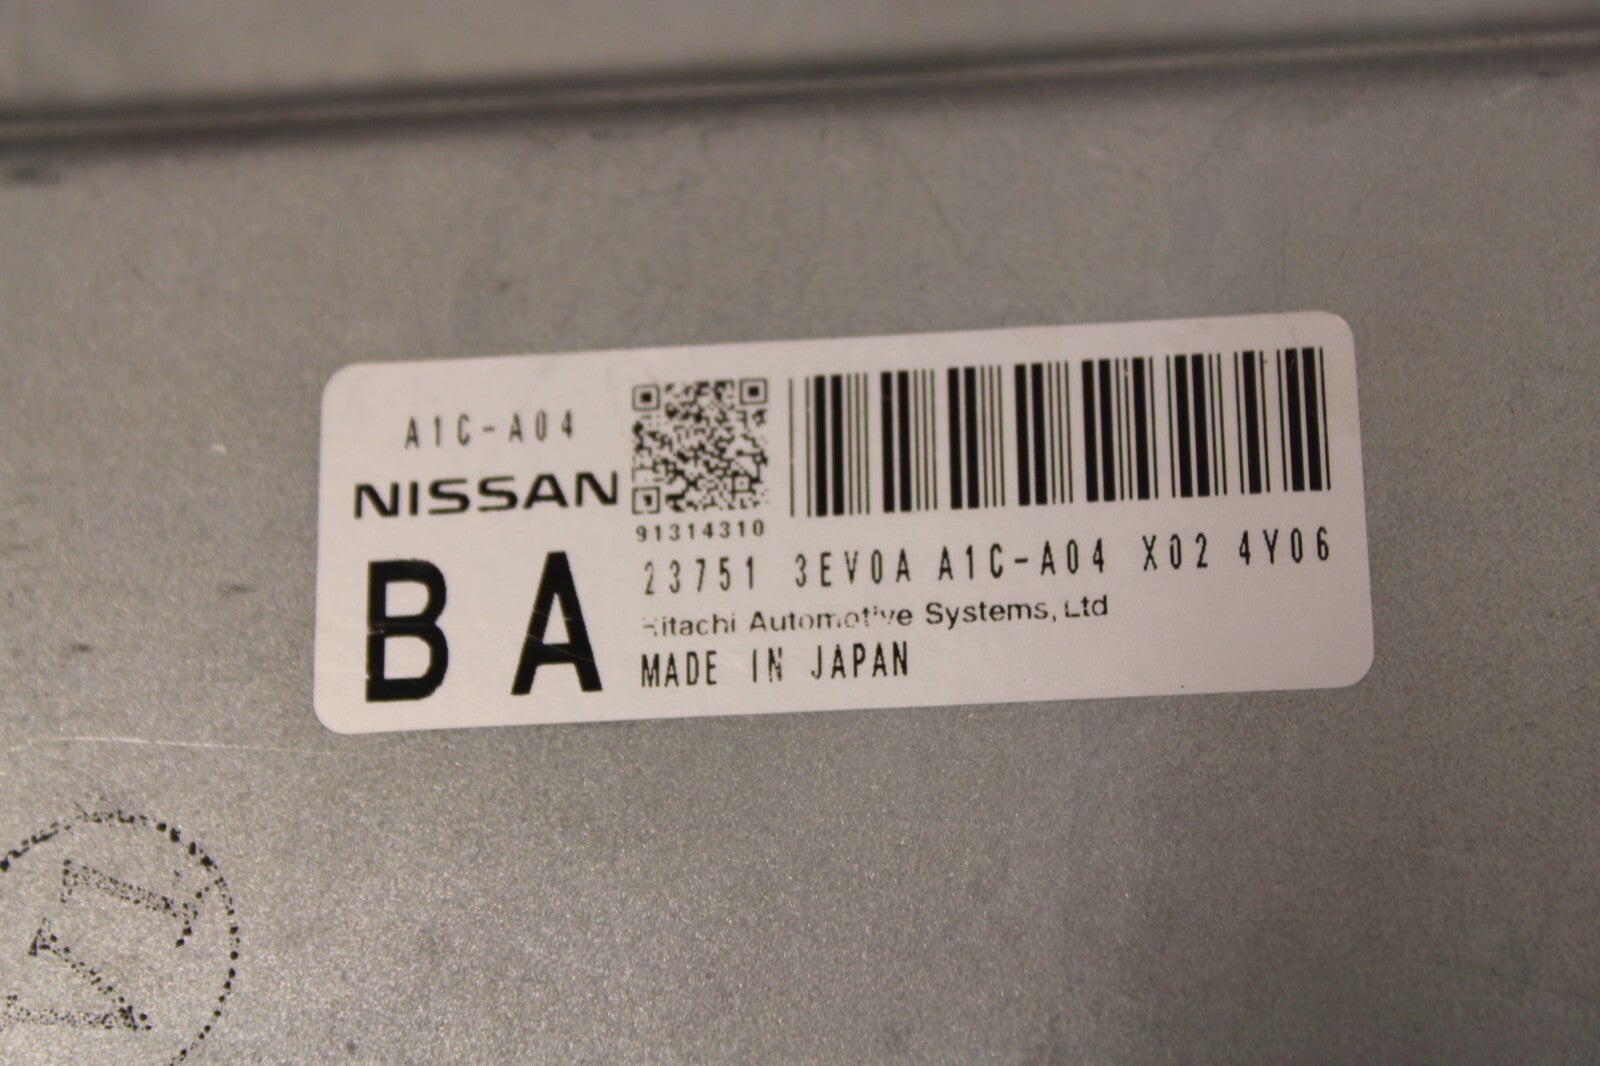 A1C-A04
NISSAN
BA
91314310
23751 3EV0A A1C-A04 X02 4Y06
Hitachi Automotive Systems, Ltd
MADE IN JAPAN